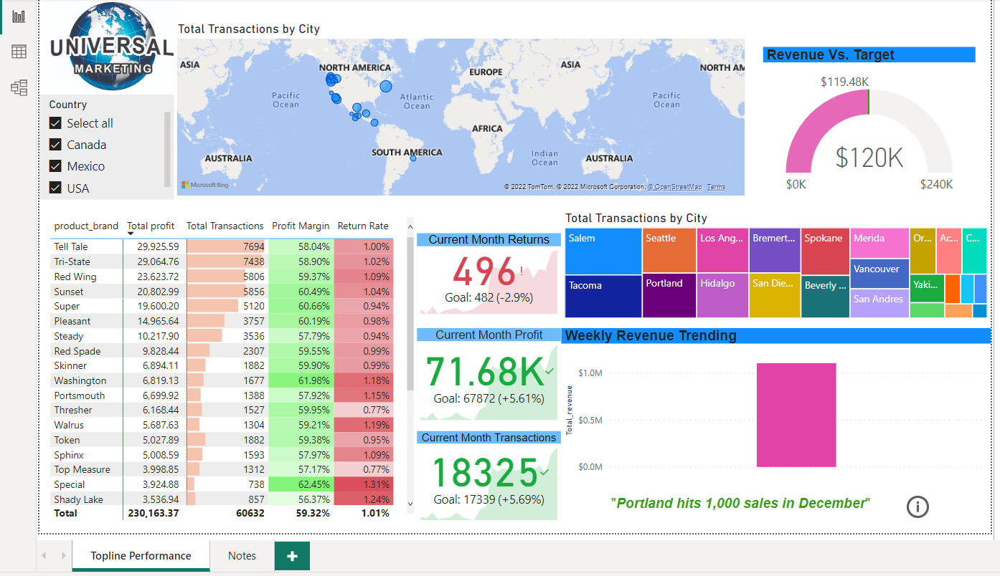 UNIVERSAL
MARKETING
Country
Select all
Canada
Mexico
USA
Total Transactions by City
ASIA
NORTH AMERICA
EUROPE
ASIA
NORTH AM
Pacific
Ocean
Atlantic
Ocean
Pacific
Ocean
AFRICA
SOUTH AMERICA
AUSTRALIA
Indian
Ocean
AUSTRALIA
Microsoft Bing
© 2022 TomTom, © 2022 Microsoft Corporation, © OpenStreetMap Terms
Revenue Vs. Target
$119.48K
$120K
$0K $240K
product_brand Total profit Total Transactions Profit Margin Return Rate
Tell Tale 29,925.59 7694 58.04% 1.00%
Tri-State 29,064.76 7438 58.90% 1.02%
Red Wing 23,623.72 5806 59.37% 1.09%
Sunset 20,802.99 5856 60.49% 1.04%
Super 19,600.20 5120 60.66% 0.94%
Pleasant 14,965.64 3757 60.19% 0.98%
Steady 10,217.90 3536 57.79% 0.94%
Red Spade 9,828.44 2307 59.55% 0.99%
Skinner 6,894.11 1882 59.90% 0.99%
Washington 6,819.13 1677 61.98% 1.18%
Portsmouth 6,699.92 1388 57.92% 1.15%
Thresher 6,168.44 1527 59.95% 0.77%
Walrus 5,687.63 1304 59.21% 1.19%
Token 5,027.89 1882 59.38% 0.95%
Sphinx 5,008.59 1593 57.97% 1.09%
Top Measure 3,998.85 1312 57.17% 0.77%
Special 3,924.88 738 62.45% 1.31%
Shady Lake 3,536.94 857 56.37% 1.24%
Total 230,163.37 60632 59.32% 1.01%
Current Month Returns
496!
Goal: 482 (-2.9%)
Current Month Profit
71.68K
Goal: 67872 (+5.61%)
Current Month Transactions
18325
Goal: 17339 (+5.69%)
Total Transactions by City
Salem
Tacoma
Seattle
Portland
Los Ang...
Hidalgo
Bremert...
San Die...
Spokane
Beverly ...
Merida
Vancouver
San Andres
Or...
Ac...
C...
Yaki...
Weekly Revenue Trending
Total_revenue
$1.0M
$0.5M
$0.0M
"Portland hits 1,000 sales in December"
Topline Performance
Notes